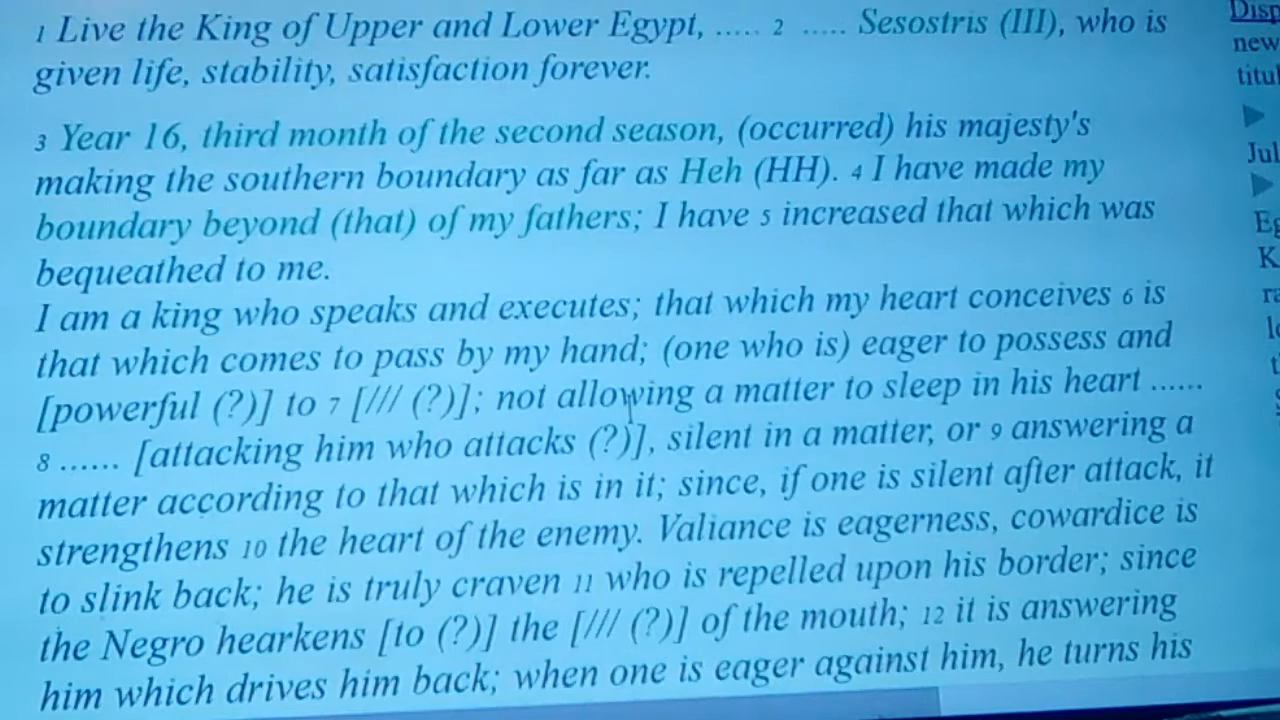 1 Live the King of Upper and Lower Egypt, ..... 2 ..... Sesostris (III), who is
given life, stability, satisfaction forever.
3 Year 16, third month of the second season, (occurred) his majesty's
making the southern boundary as far as Heh (HH). 4 I have made my
boundary beyond (that) of my fathers; I have 5 increased that which was
bequeathed to me.
I am a king who speaks and executes; that which my heart conceives 6 is
that which comes to pass by my hand; (one who is) eager to possess and
[powerful (?)] to 7 [/// (?)]; not allowing a matter to sleep in his heart ......
8 ...... [attacking him who attacks (?)], silent in a matter, or 9 answering a
matter according to that which is in it; since, if one is silent after attack, it
strengthens 10 the heart of the enemy. Valiance is eagerness, cowardice is
to slink back; he is truly craven 11 who is repelled upon his border; since
the Negro hearkens [to (?)] the [/// (?)] of the mouth; 12 it is answering
him which drives him back; when one is eager against him, he turns his
Disp
new
titul
Jul